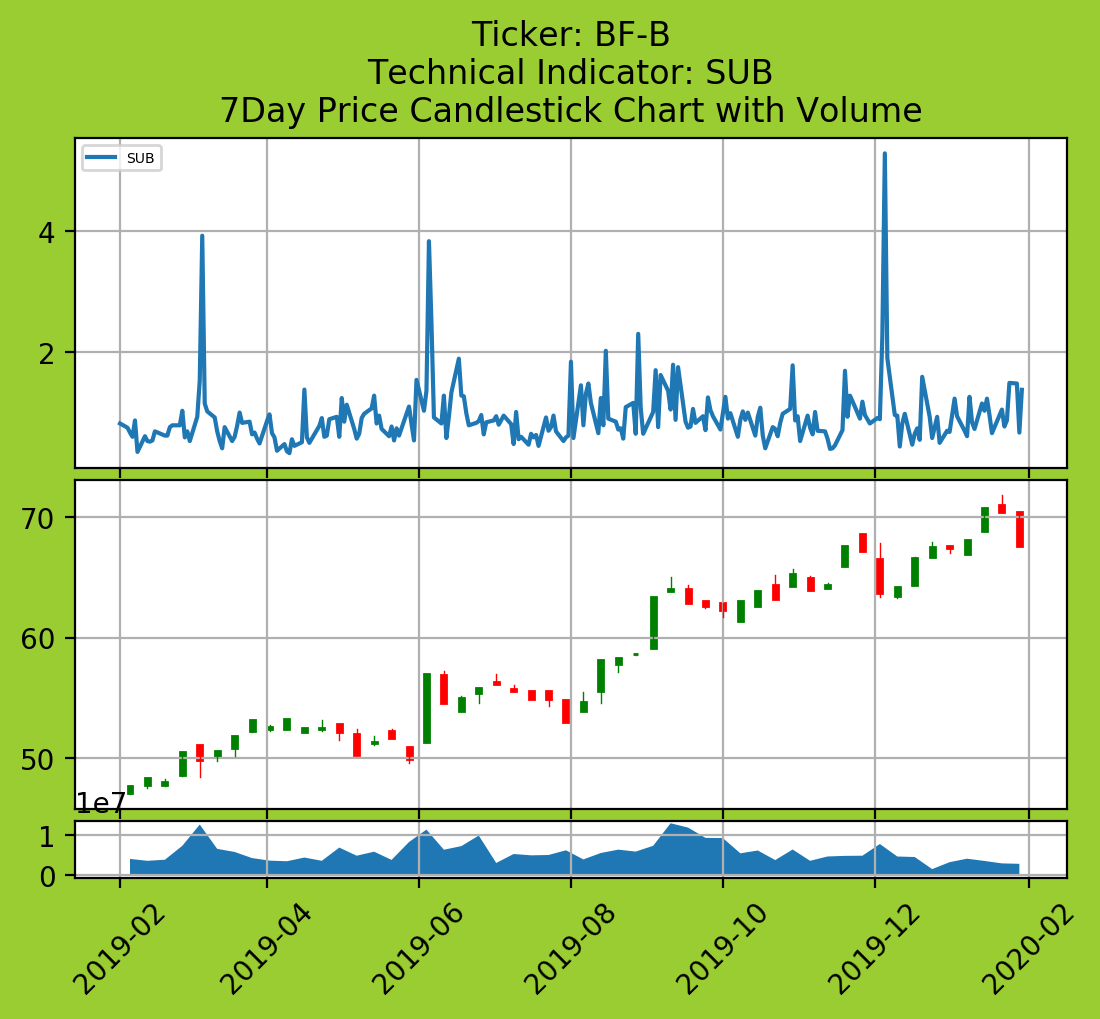 Ticker: BF-B
Technical Indicator: SUB
7Day Price Candlestick Chart with Volume
SUB
4
2
70
60
50
1e7
1
0
2019-02
2019-04
2019-06
2019-08
2019-10
2019-12
2020-02